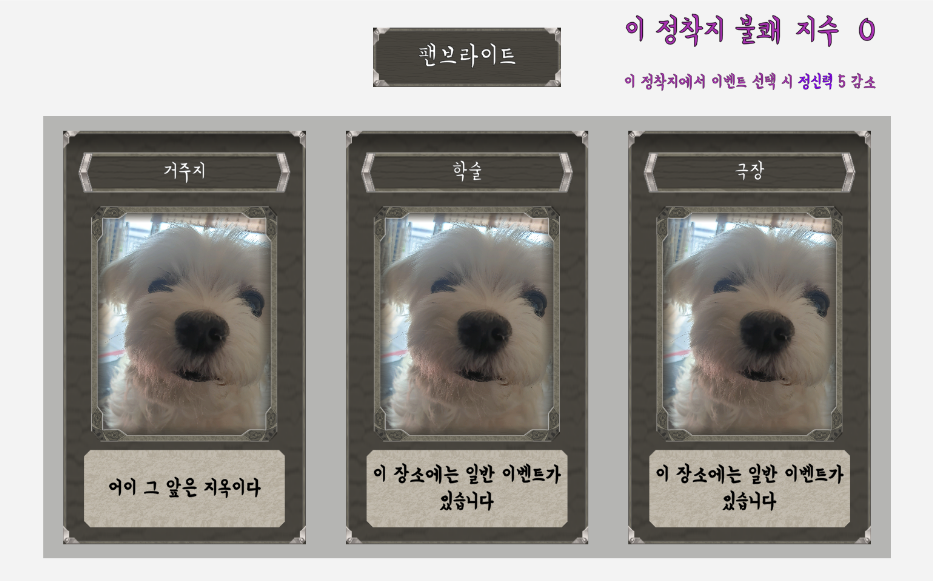 팬브라이트
이 정착지 불쾌 지수 0
이 정착지에서 이벤트 선택 시 정신력 5 감소
거주지
어이 그 앞은 지옥이다
학술
이 장소에는 일반 이벤트가
있습니다
극장
이 장소에는 일반 이벤트가
있습니다